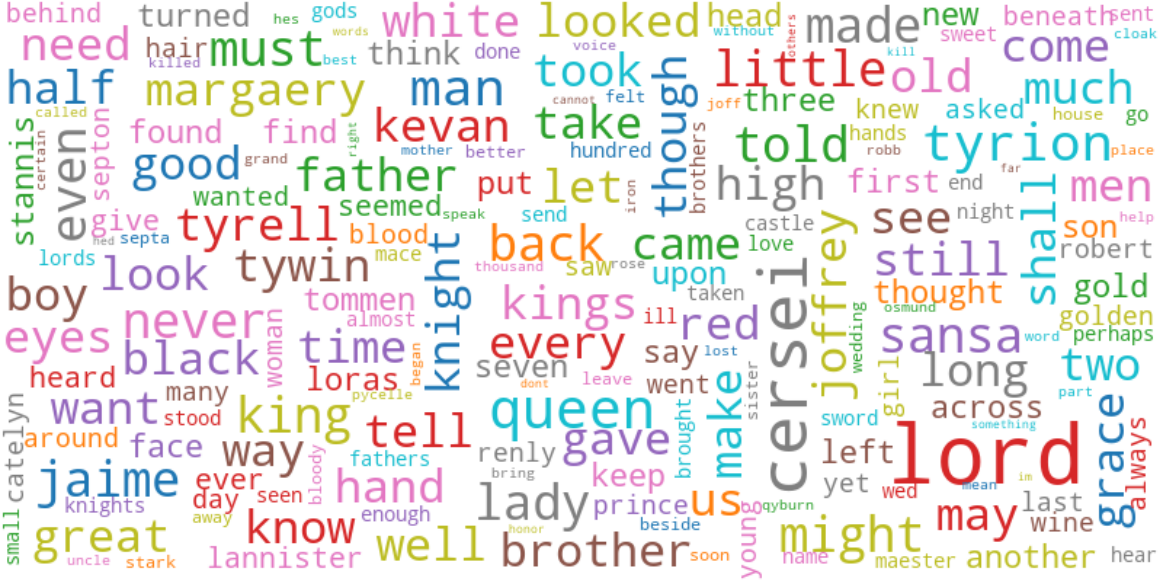 behind turned hes gods white looked head made new beneath sent
words without others sweet cloak
need hair must think done voice kill come
killed best took though little old much
half margaery man cannot felt joff three knew asked house go
called
stannis certain even septon found find right kevan take told hands tyrion place
mother better hundred brothers robb
good grand father put let iron high first end far men
wanted seemed speak send see night shall son help
give tyrell blood castle
hed septa mace back came love still robert
lords look tywin knight thousand saw rose upon
boy tommen kings taken cersei joffrey thought gold
almost ill red wedding osmund golden
eyes never woman time every sansa word perhaps
black began seven say lost long two
heard many loras dont leave went sister girl part
pycelle
want stood king queen make sword across
tell brought something
catelyn around face way fathers renly gave left lord grace always
bring mean im
jaime ever bloody hand keep yet wed
day seen last
knights lady prince us qyburn may wine
small away enough beside young
great know well honor brother soon might another hear
uncle stark lannister name maester